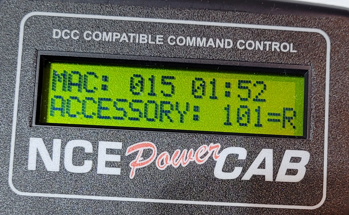 DCC COMPATIBLE COMMAND CONTROL
MAC: 015 01:52
ACCESSORY: 101=R
NCE Power CAB